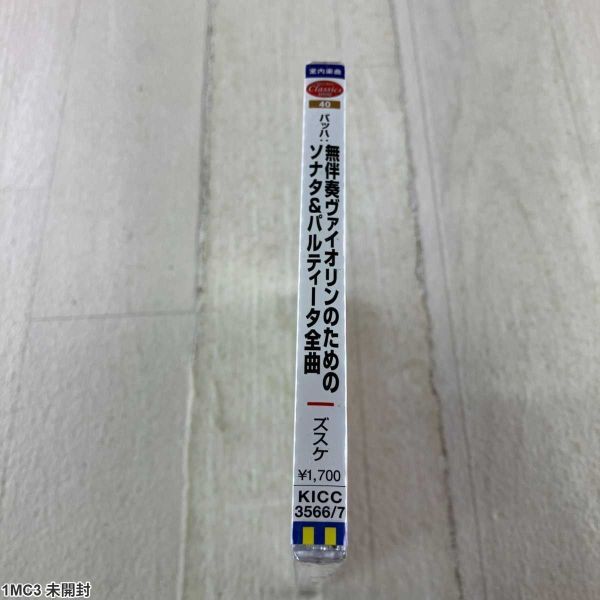 室内楽曲
Classics
40
バッハ:
無伴奏ヴァイオリンのための
ソナタ&パルティータ全曲
ズスケ
¥1,700
KICC
3566/7
1MC3 未開封